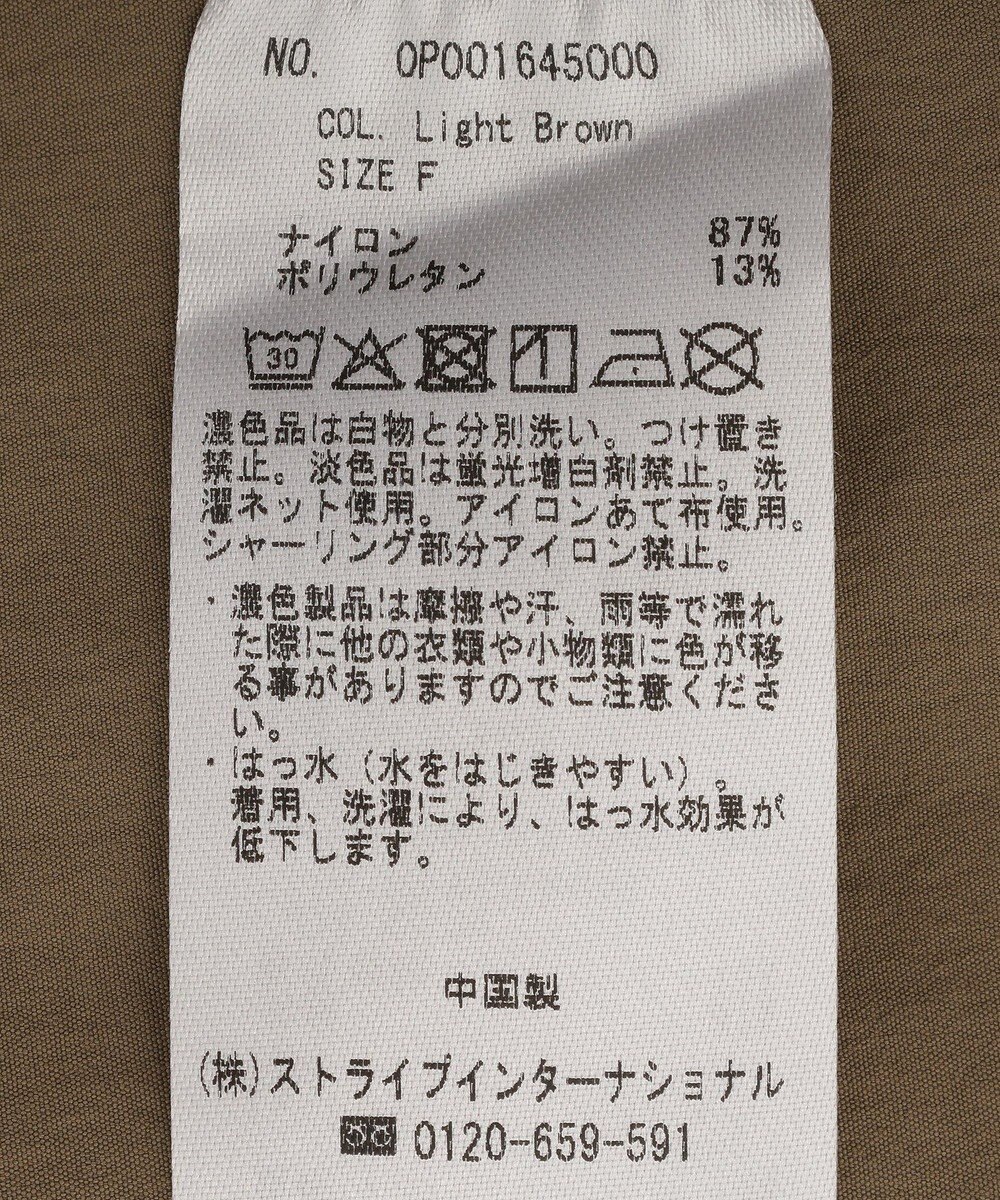 NO. OP001645000
COL. Light Brown
SIZE F
ナイロン 87%
ポリウレタン 13%
30
濃色品は白物と分別洗い。つけ置き
禁止。淡色品は蛍光増白剤禁止。洗
濯ネット使用。アイロンあて布使用。
シャーリング部分アイロン禁止。
・濃色製品は摩擦や汗、雨等で濡れ
た際に他の衣類や小物類に色が移
る事がありますのでご注意くださ
い。
・はっ水（水をはじきやすい）。
着用、洗濯により、はっ水効果が
低下します。
中国製
(株)ストライプインターナショナル
0120-659-591